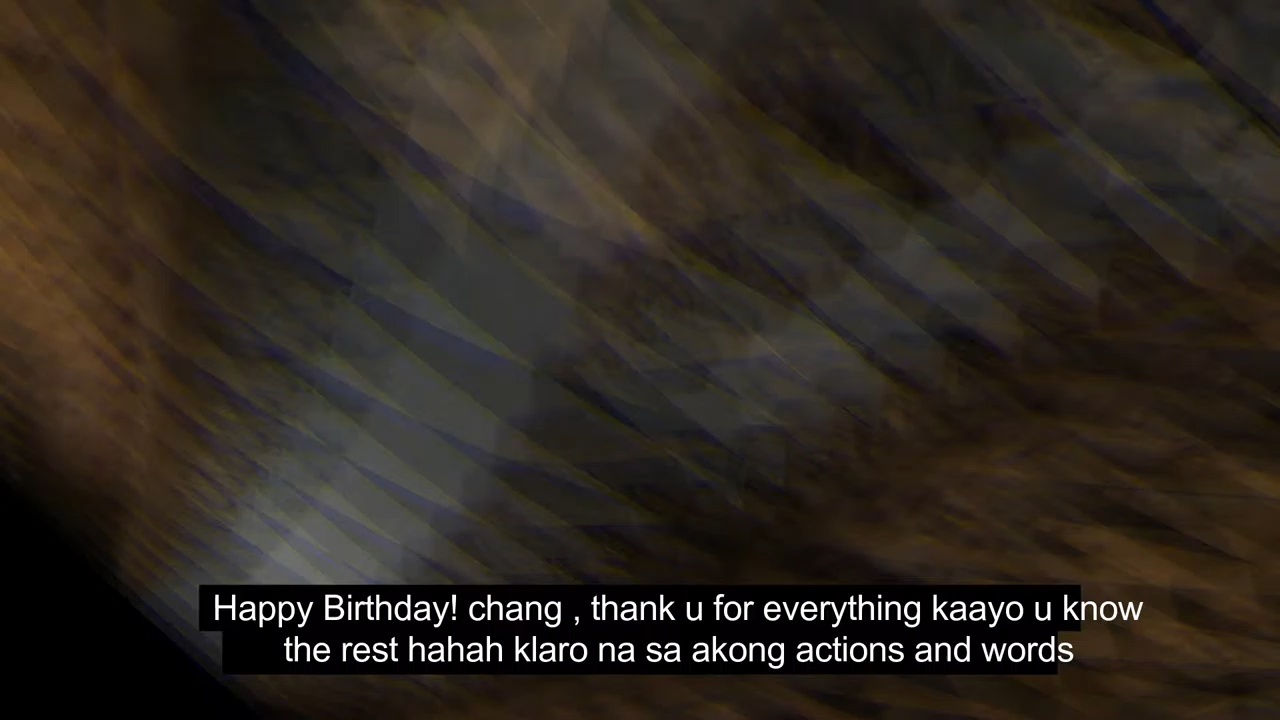 Happy Birthday! chang , thank u for everything kaayo u know
the rest hahah klaro na sa akong actions and words